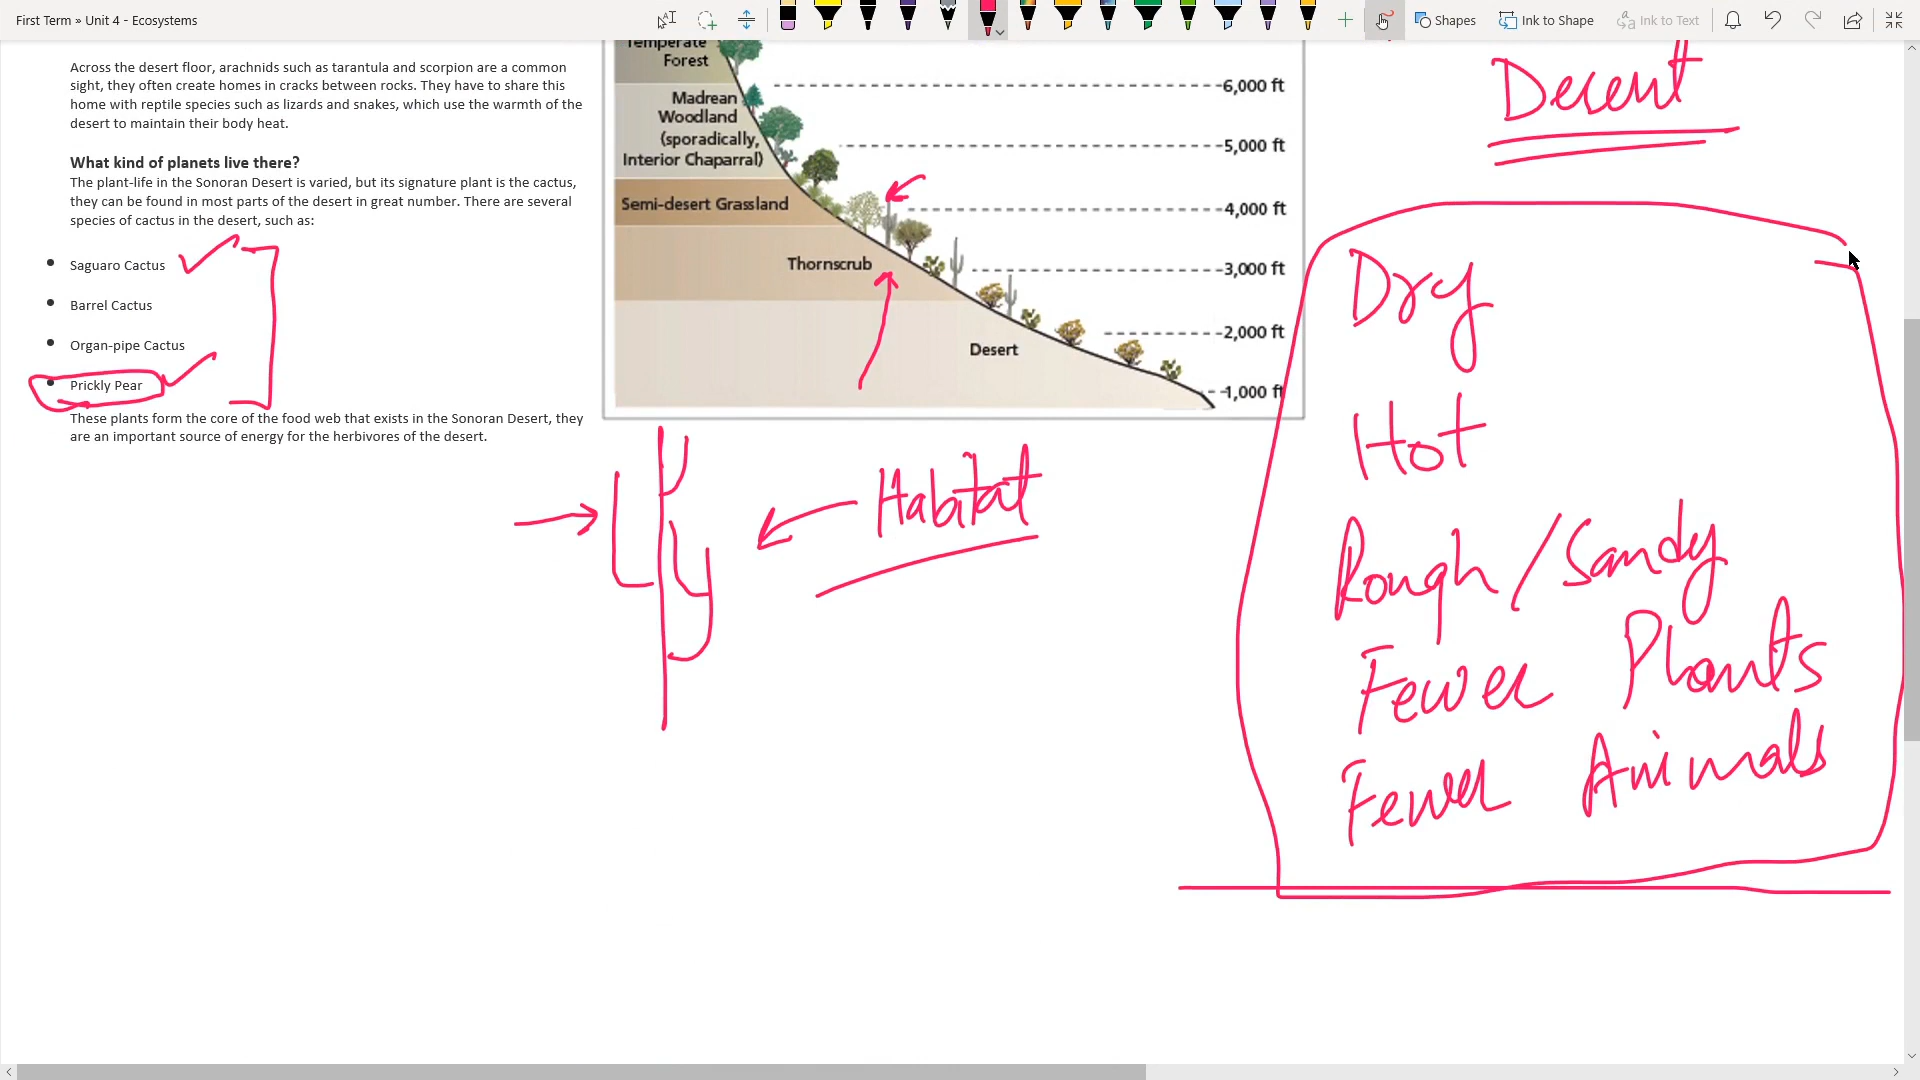 First Term » Unit 4 - Ecosystems
Shapes
Ink to Shape
Ink to Text
Across the desert floor, arachnids such as tarantula and scorpion are a common
sight, they often create homes in cracks between rocks. They have to share this
home with reptile species such as lizards and snakes, which use the warmth of the
desert to maintain their body heat.
What kind of planets live there?
The plant-life in the Sonoran Desert is varied, but its signature plant is the cactus,
they can be found in most parts of the desert in great number. There are several
species of cactus in the desert, such as:
Saguaro Cactus
Barrel Cactus
Organ-pipe Cactus
Prickly Pear
These plants form the core of the food web that exists in the Sonoran Desert, they
are an important source of energy for the herbivores of the desert.
Temperate
Forest
Madrean
Woodland
(sporadically,
Interior Chaparral)
Semi-desert Grassland
Thornscrub
Desert
6,000 ft
5,000 ft
4,000 ft
3,000 ft
2,000 ft
1,000 ft
Habitat
Desert
Dry
Hot
Rough/Sandy
Fewer Plants
Fewer Animals